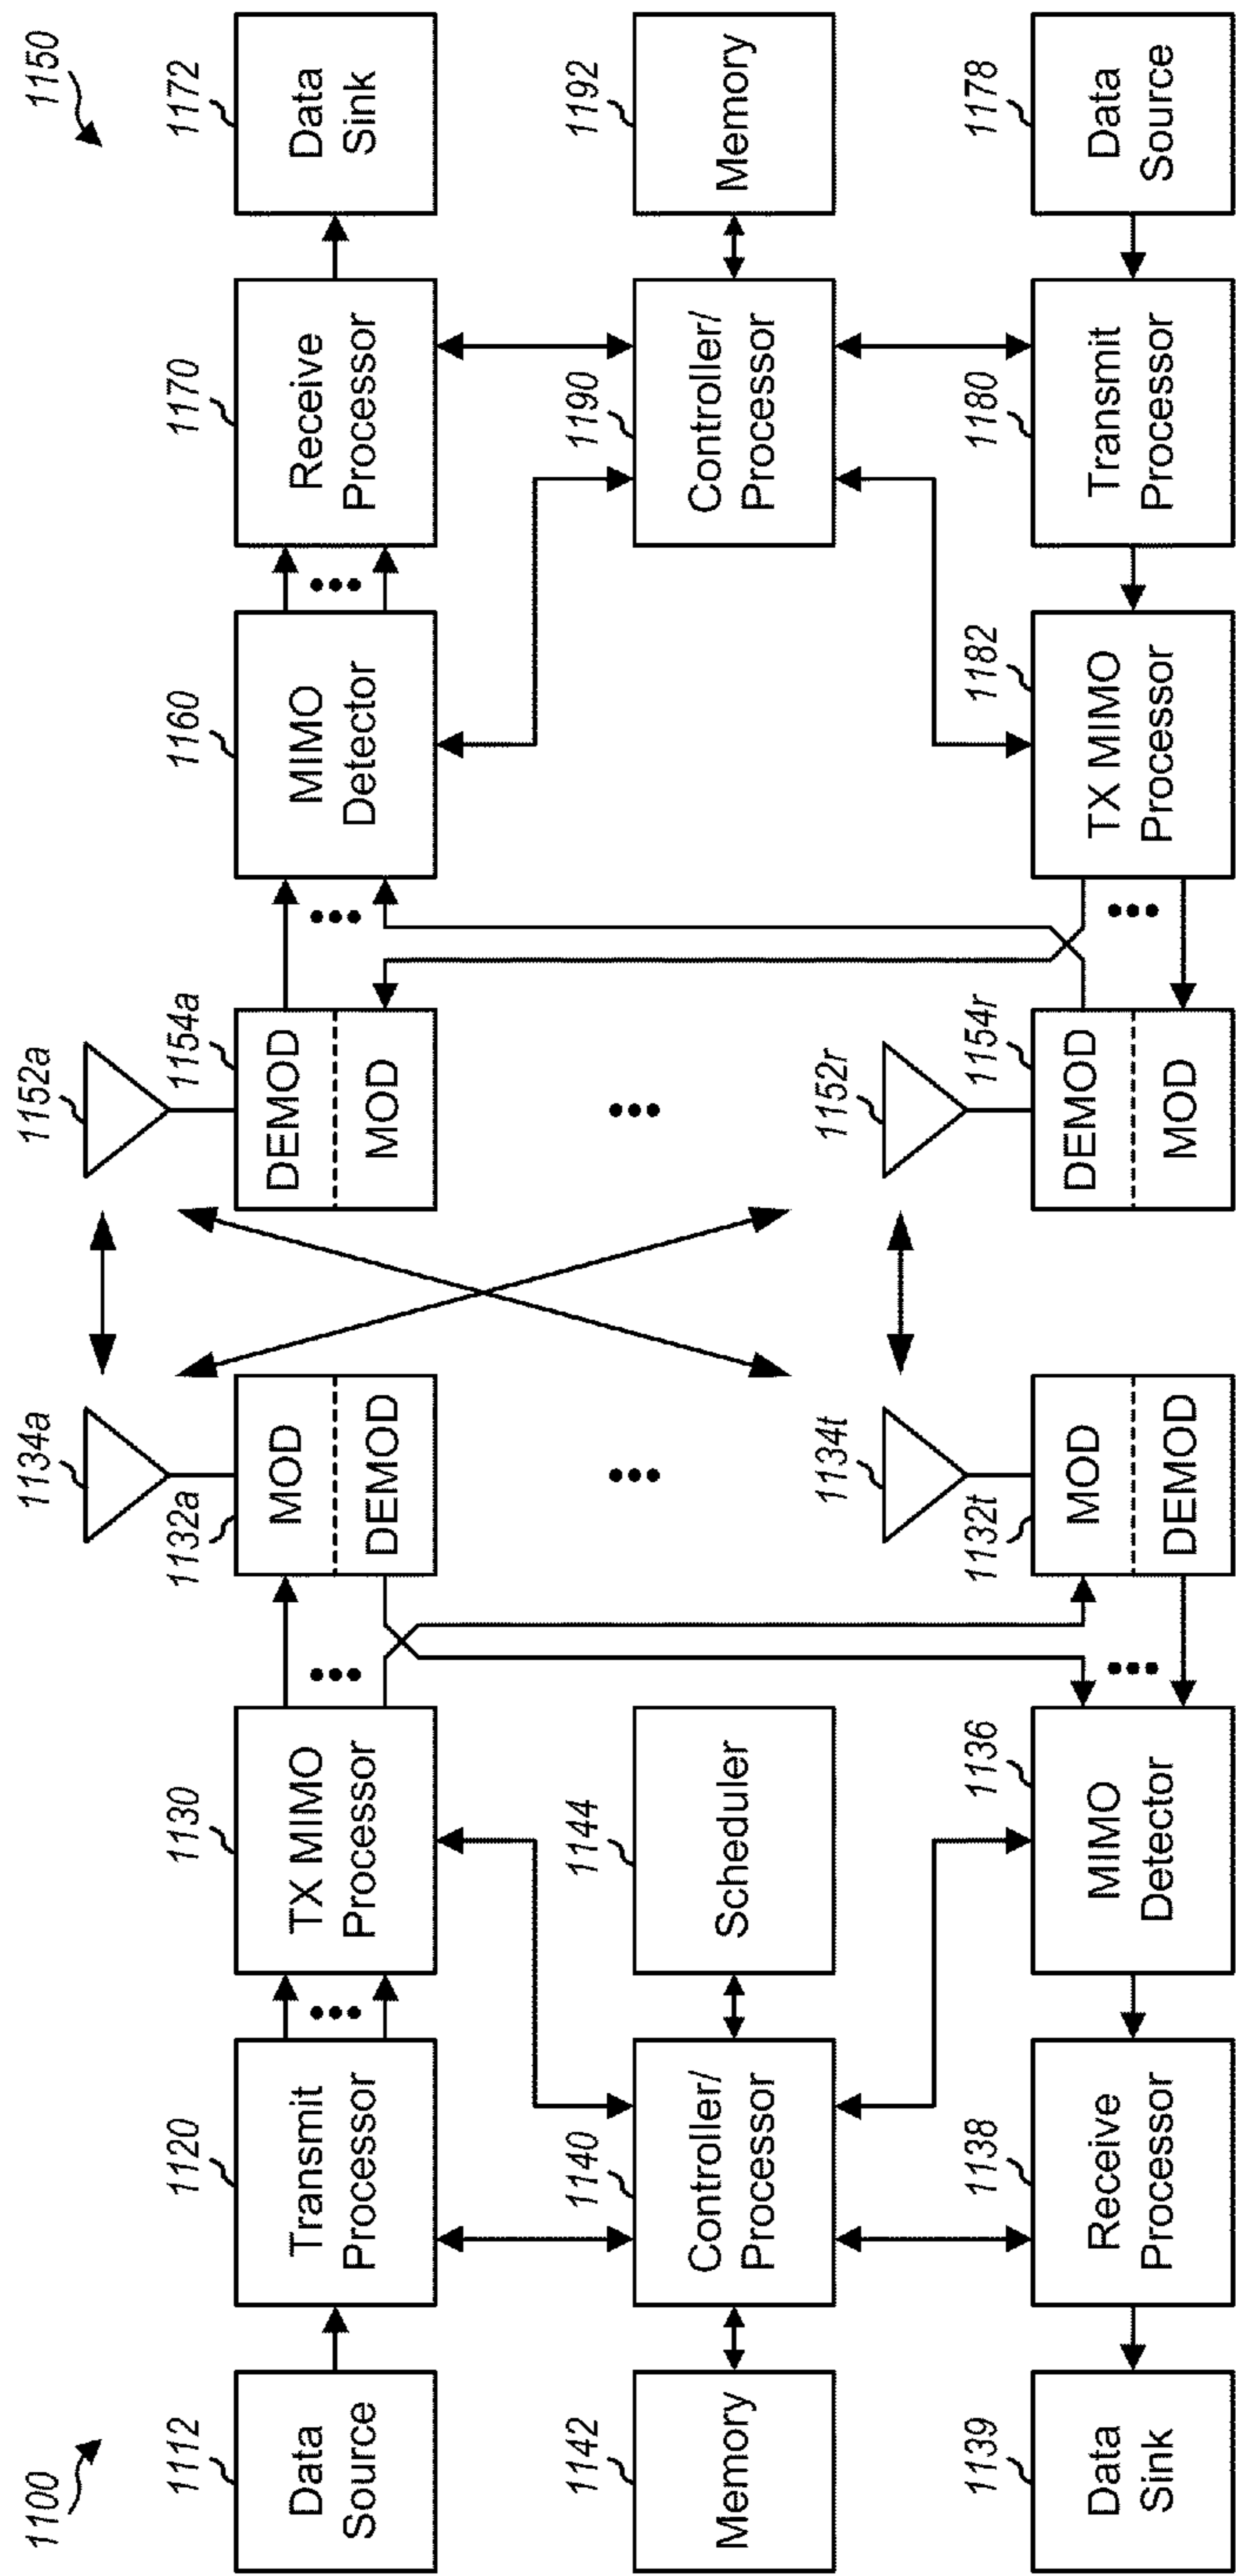 1100
1150
1112
Data
Source
1120
Transmit
Processor
1130
TX MIMO
Processor
1134a
1132a
MOD
DEMOD
1152a
1154a
DEMOD
MOD
1160
MIMO
Detector
1170
Receive
Processor
1172
Data
Sink
1142
Memory
1140
Controller/
Processor
1144
Scheduler
1190
Controller/
Processor
1192
Memory
1139
Data
Sink
1138
Receive
Processor
1136
MIMO
Detector
1134t
1132t
MOD
DEMOD
1152r
1154r
DEMOD
MOD
1182
TX MIMO
Processor
1180
Transmit
Processor
1178
Data
Source